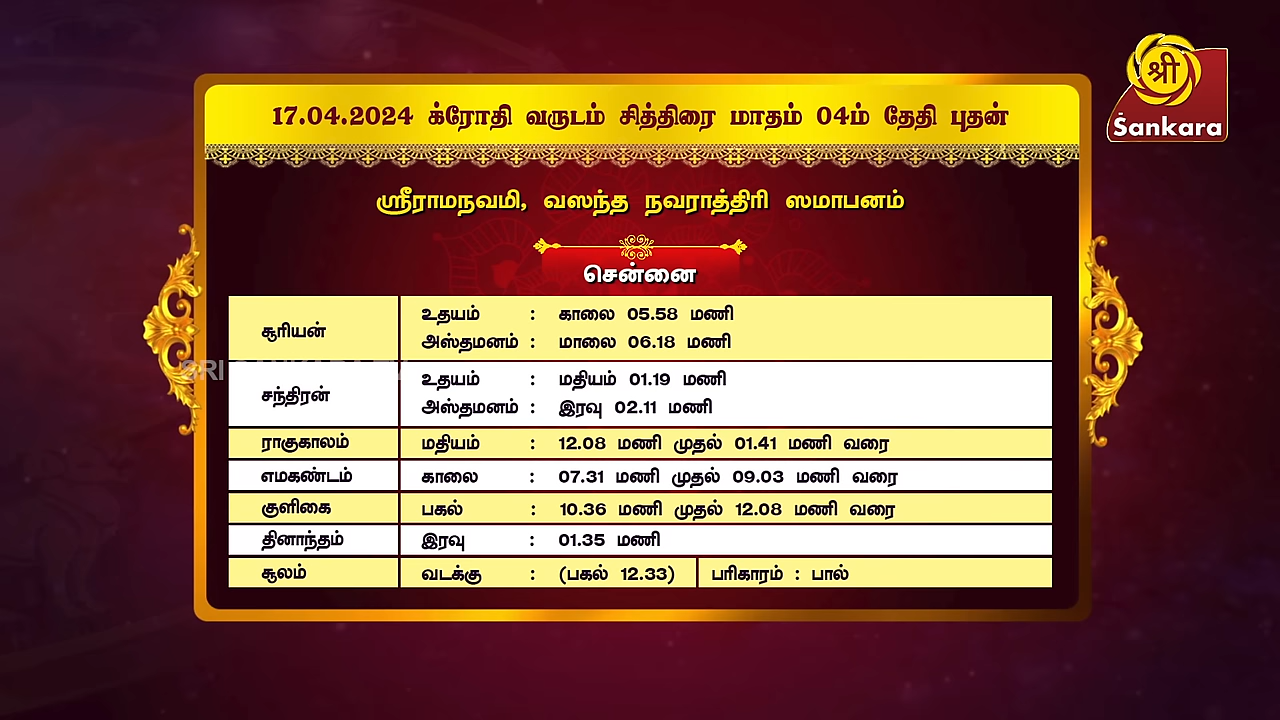 श्री
Sankara
17.04.2024 க்ரோதி வருடம் சித்திரை மாதம் 04ம் தேதி புதன்
ஸ்ரீராமநவமி, வஸந்த நவராத்திரி ஸமாபனம்
சென்னை
சூரியன் உதயம் : காலை 05.58 மணி
அஸ்தமனம் : மாலை 06.18 மணி
சந்திரன் உதயம் : மதியம் 01.19 மணி
அஸ்தமனம் : இரவு 02.11 மணி
ராகுகாலம் மதியம் : 12.08 மணி முதல் 01.41 மணி வரை
எமகண்டம் காலை : 07.31 மணி முதல் 09.03 மணி வரை
குளிகை பகல் : 10.36 மணி முதல் 12.08 மணி வரை
தினாந்தம் இரவு : 01.35 மணி
சூலம் வடக்கு : (பகல் 12.33) பரிகாரம் : பால்